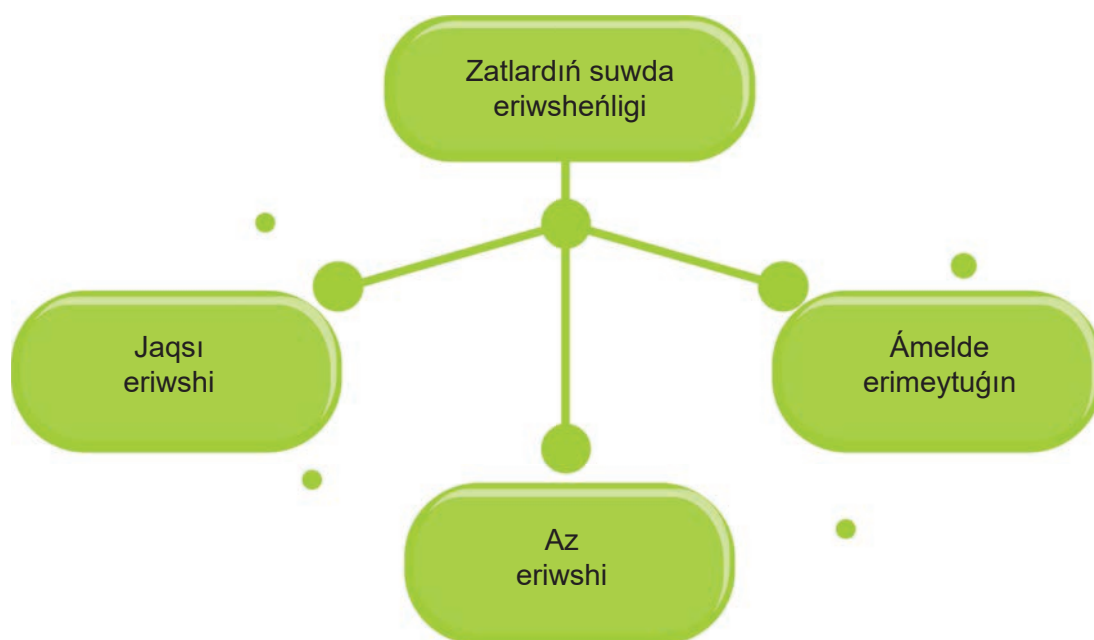 Zatlardıń suwda
eriwsheńligi
Jaqsı
eriwshi
Ámelde
erimeytuǵın
Az
eriwshi